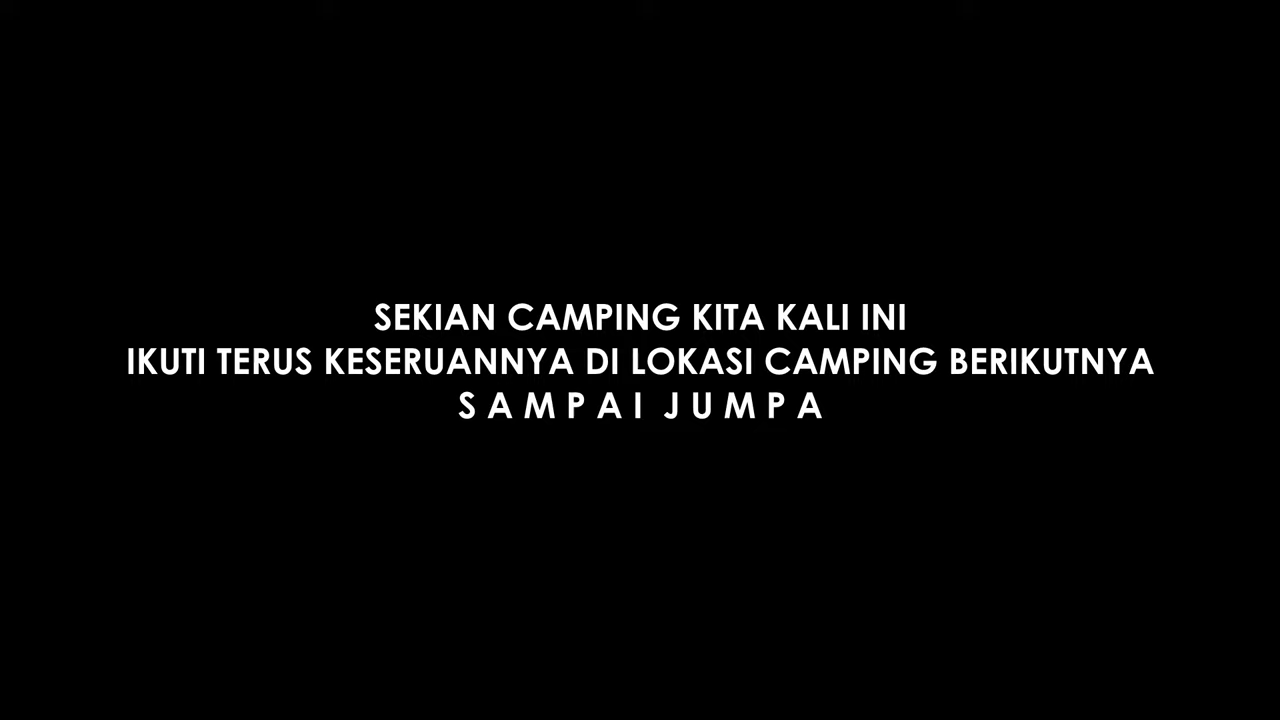 SEKIAN CAMPING KITA KALI INI
IKUTI TERUS KESERUANNYA DI LOKASI CAMPING BERIKUTNYA
S A M P A I  J U M P A